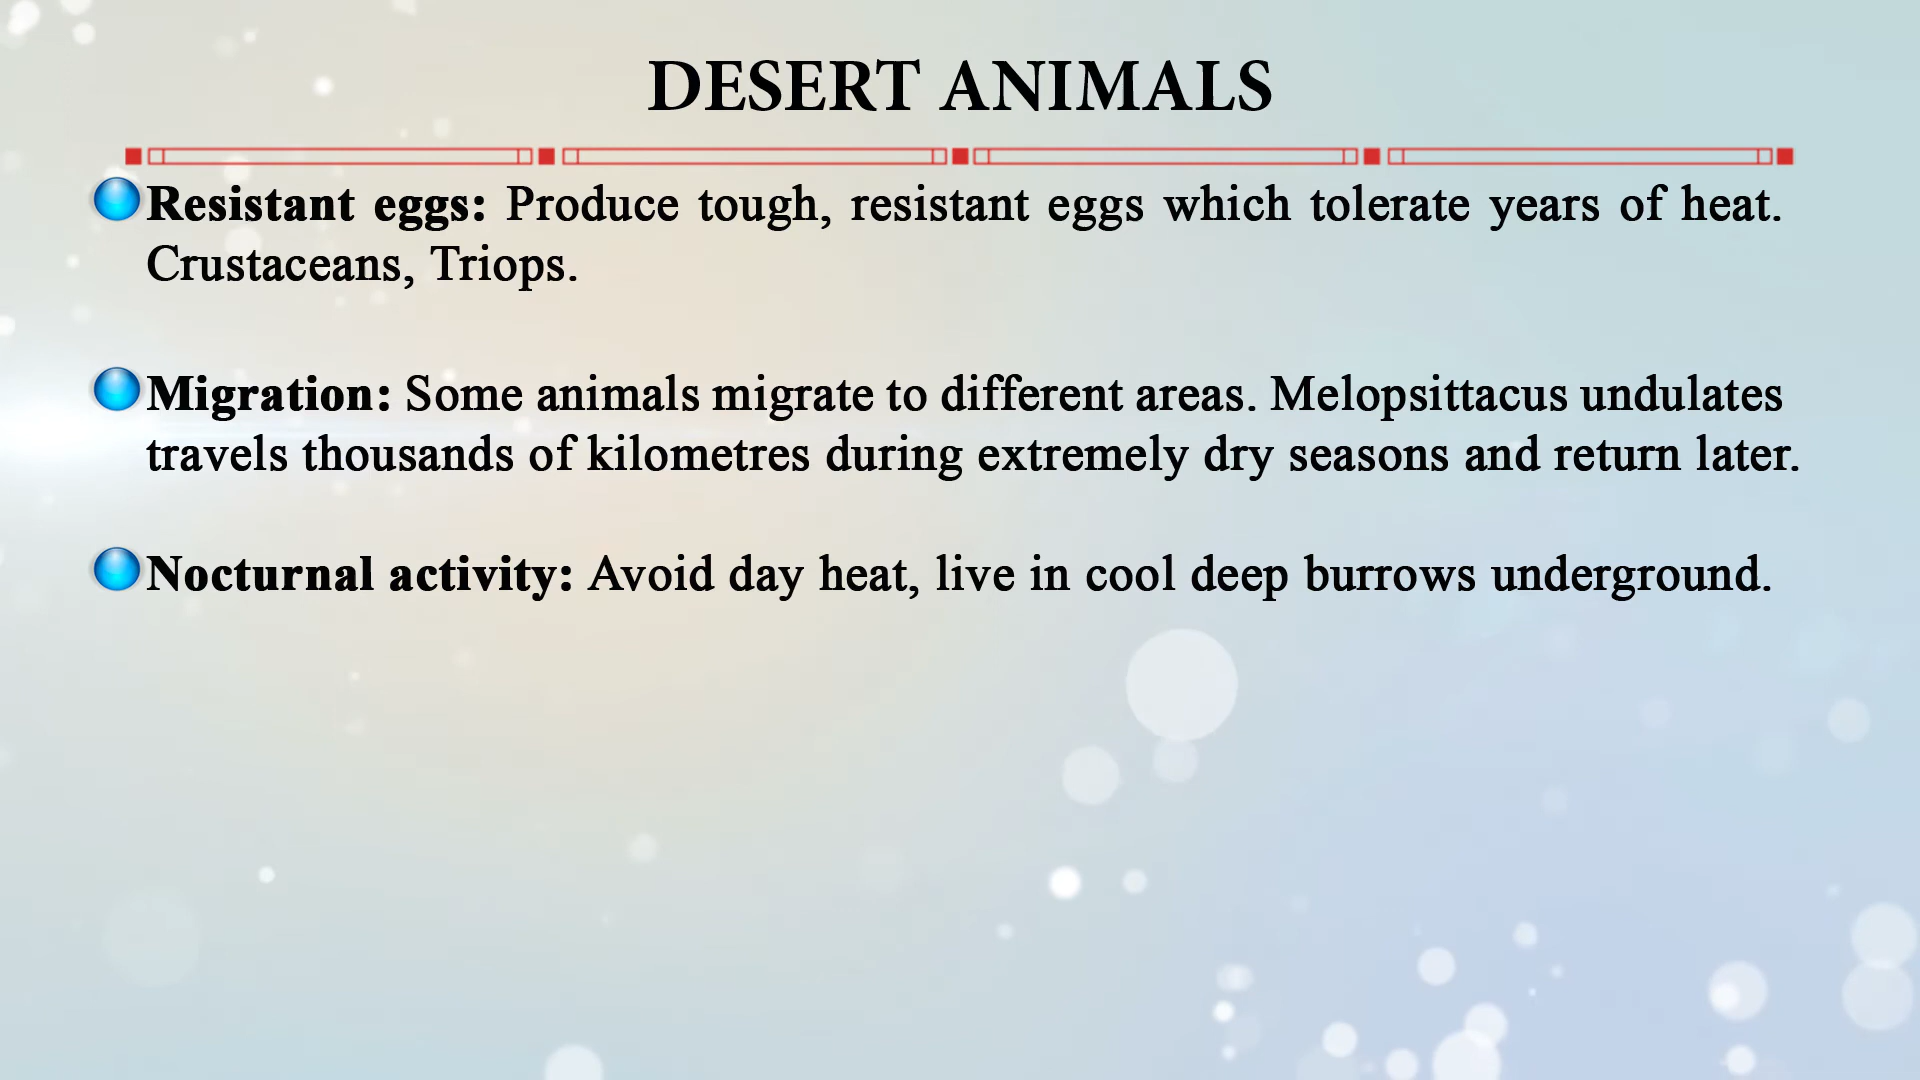 DESERT ANIMALS
Resistant eggs: Produce tough, resistant eggs which tolerate years of heat.
Crustaceans, Triops.
Migration: Some animals migrate to different areas. Melopsittacus undulates
travels thousands of kilometres during extremely dry seasons and return later.
Nocturnal activity: Avoid day heat, live in cool deep burrows underground.